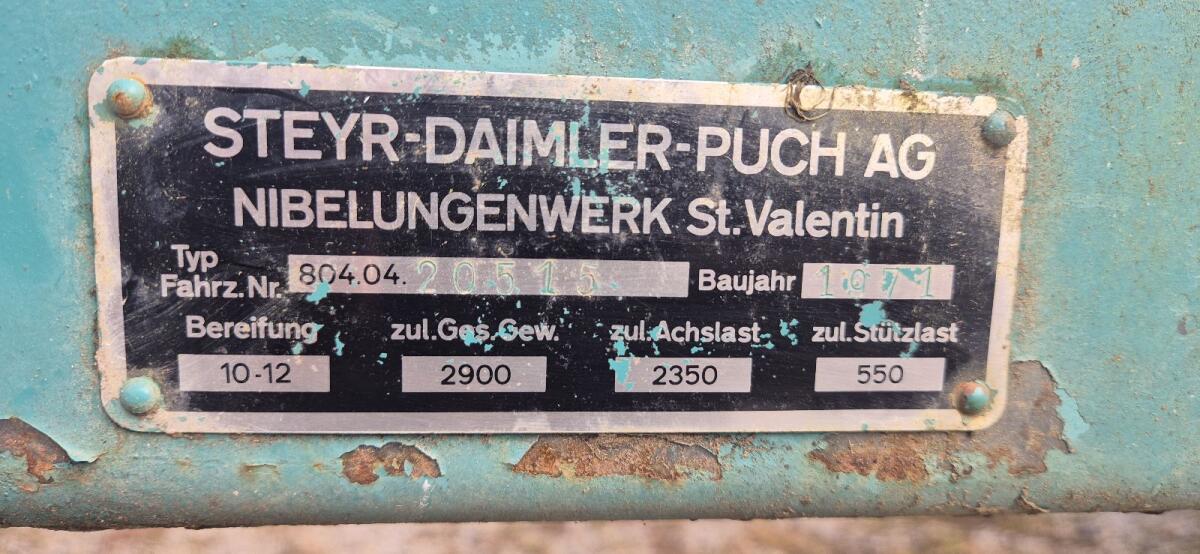 STEYR-DAIMLER-PUCH AG
NIBELUNGENWERK St. Valentin
Typ
Fahrz. Nr. 804.04. 20515 Baujahr 1971
Bereifung zul. Ges. Gew. zul. Achslast zul. Stützlast
10-12 2900 2350 550